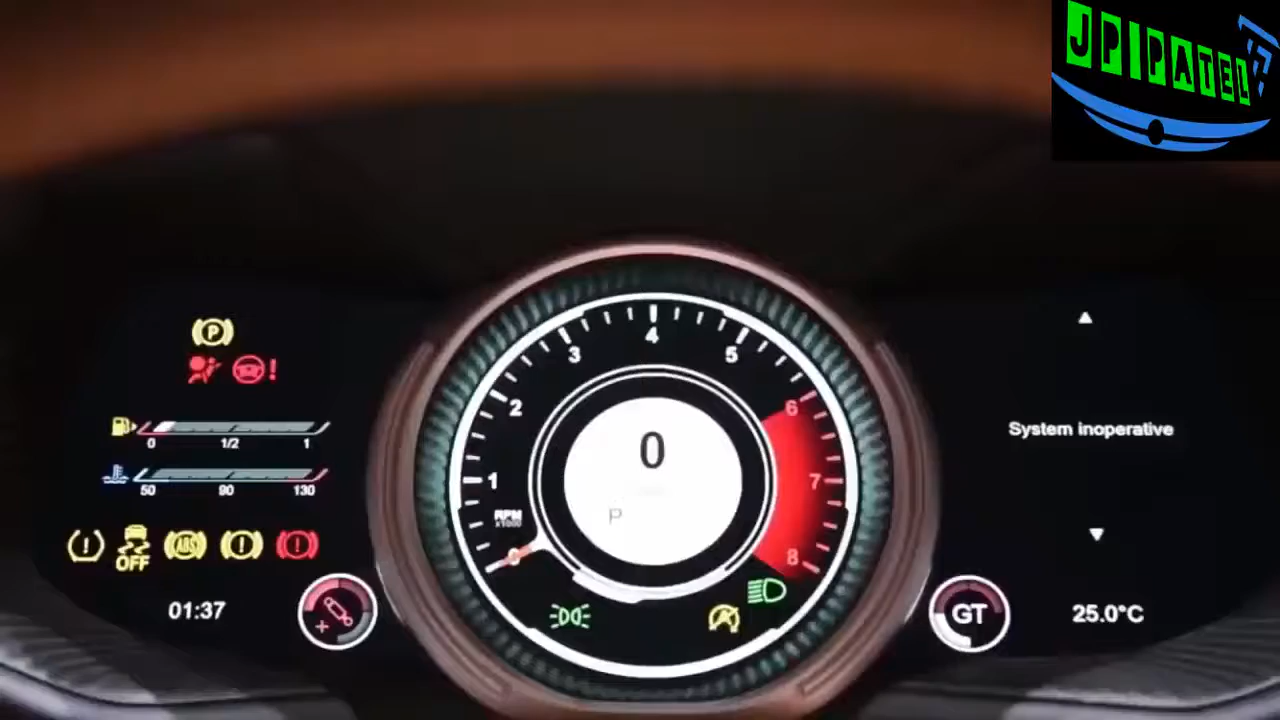 JPIPATEL
P
0 1/2 1
50 90 130
ABS
OFF
01:37
0
1
2
3
4
5
6
7
8
RPM
x1000
0
P
A
System inoperative
GT
25.0°C